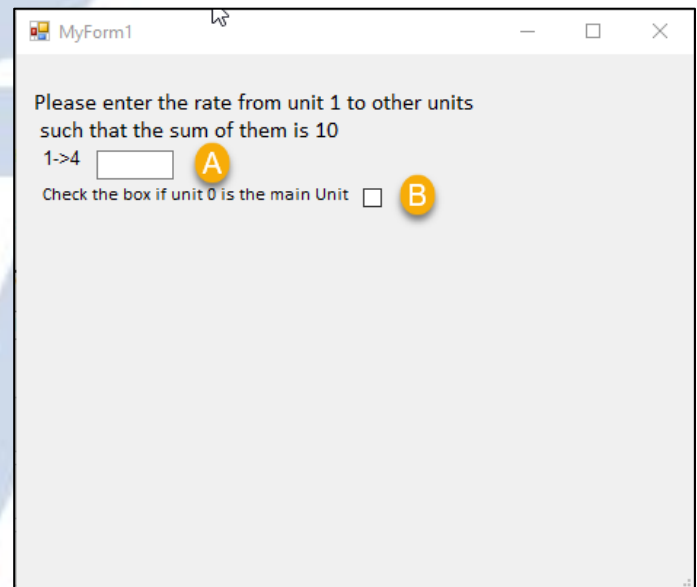 MyForm1
Please enter the rate from unit 1 to other units
such that the sum of them is 10
1->4 A
Check the box if unit 0 is the main Unit B